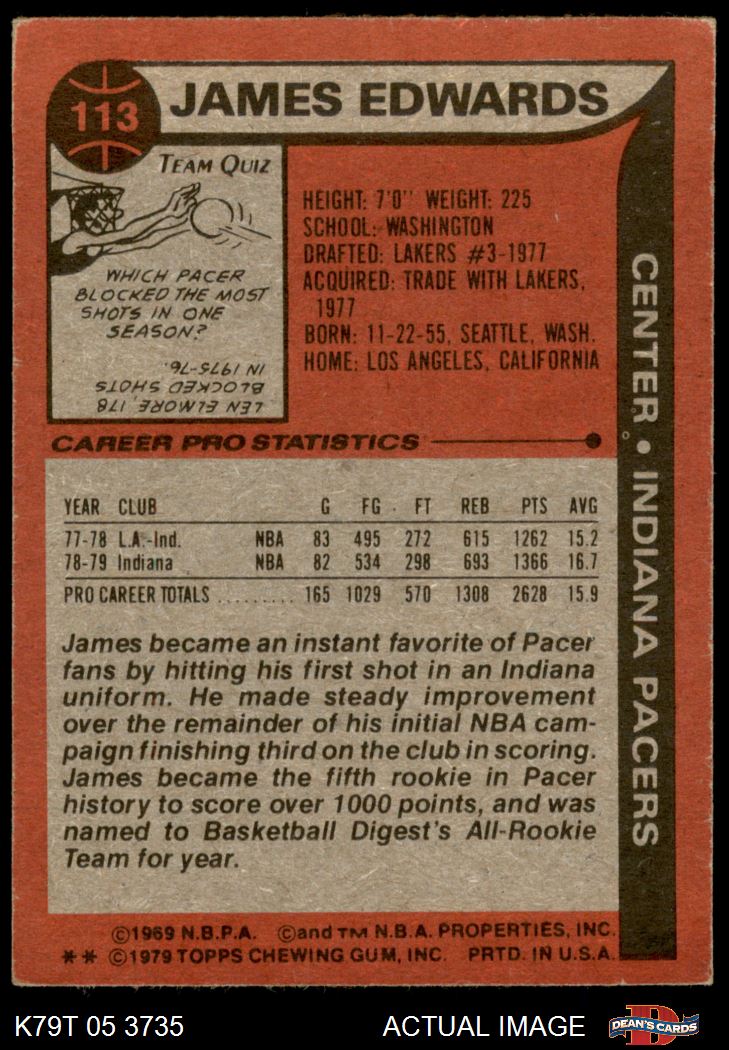 113
JAMES EDWARDS
TEAM QUIZ
WHICH PACER
BLOCKED THE MOST
SHOTS IN ONE
SEASON?
LEN ELMORE, 178
BLOCKED SHOTS
IN 1975-76.
HEIGHT: 7'0" WEIGHT: 225
SCHOOL: WASHINGTON
DRAFTED: LAKERS #3-1977
ACQUIRED: TRADE WITH LAKERS,
1977
BORN: 11-22-55, SEATTLE, WASH.
HOME: LOS ANGELES, CALIFORNIA
CENTER • INDIANA PACERS
CAREER PRO STATISTICS
YEAR CLUB G FG FT REB PTS AVG
77-78 L.A.-Ind. NBA 83 495 272 615 1262 15.2
78-79 Indiana NBA 82 534 298 693 1366 16.7
PRO CAREER TOTALS ......... 165 1029 570 1308 2628 15.9
James became an instant favorite of Pacer
fans by hitting his first shot in an Indiana
uniform. He made steady improvement
over the remainder of his initial NBA cam-
paign finishing third on the club in scoring.
James became the fifth rookie in Pacer
history to score over 1000 points, and was
named to Basketball Digest's All-Rookie
Team for year.
©1969 N.B.P.A. ©and TM N.B.A. PROPERTIES, INC.
** ©1979 TOPPS CHEWING GUM, INC. PRTD. IN U.S.A.
K79T 05 3735
ACTUAL IMAGE
DEAN'S CARDS